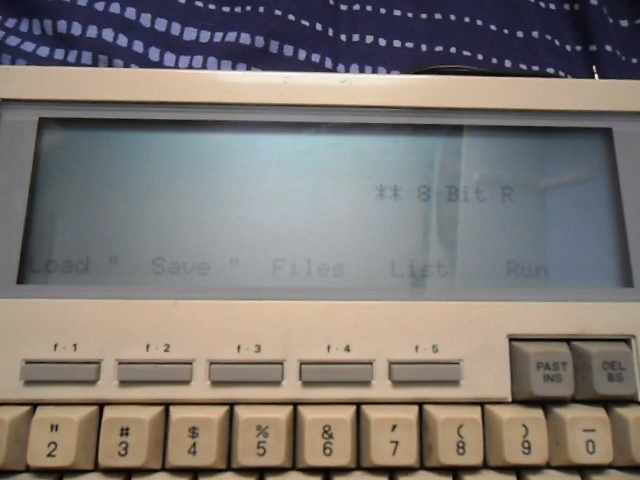 ** 8 Bit R
Load " Save " Files List Run
f·1 f·2 f·3 f·4 f·5
PAST INS DEL BS
" # $ % & ' ( ) —
2 3 4 5 6 7 8 9 0